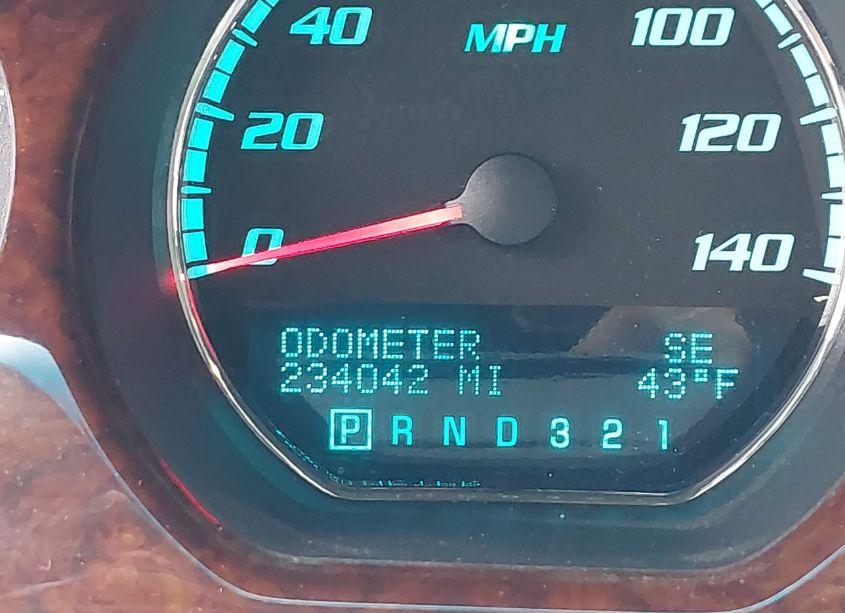 40 MPH 100
20 120
0 140
ODOMETER SE
234042 MI 43°F
P R N D 3 2 1